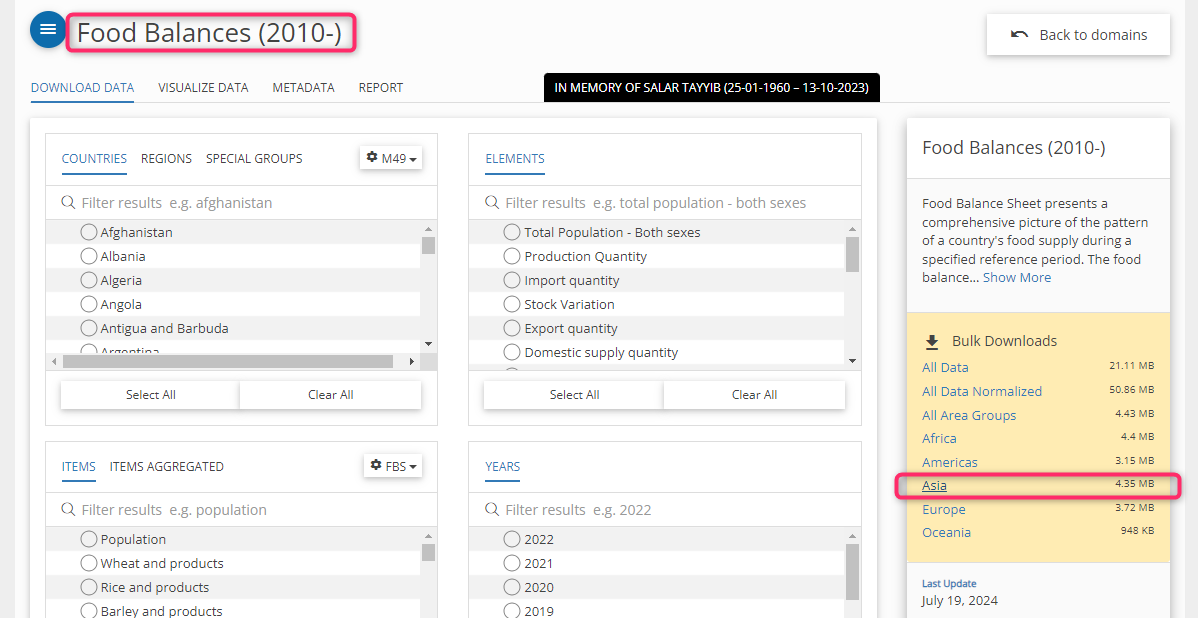 Food Balances (2010-)
Back to domains
DOWNLOAD DATA VISUALIZE DATA METADATA REPORT
IN MEMORY OF SALAR TAYYIB (25-01-1960 – 13-10-2023)
COUNTRIES REGIONS SPECIAL GROUPS M49
Filter results e.g. afghanistan
Afghanistan
Albania
Algeria
Angola
Antigua and Barbuda
Argentina
Select All Clear All
ELEMENTS
Filter results e.g. total population - both sexes
Total Population - Both sexes
Production Quantity
Import quantity
Stock Variation
Export quantity
Domestic supply quantity
Select All Clear All
ITEMS ITEMS AGGREGATED FBS
Filter results e.g. population
Population
Wheat and products
Rice and products
Barley and products
YEARS
Filter results e.g. 2022
2022
2021
2020
2019
Food Balances (2010-)
Food Balance Sheet presents a
comprehensive picture of the pattern
of a country's food supply during a
specified reference period. The food
balance... Show More
Bulk Downloads
All Data 21.11 MB
All Data Normalized 50.86 MB
All Area Groups 4.43 MB
Africa 4.4 MB
Americas 3.15 MB
Asia 4.35 MB
Europe 3.72 MB
Oceania 948 KB
Last Update
July 19, 2024